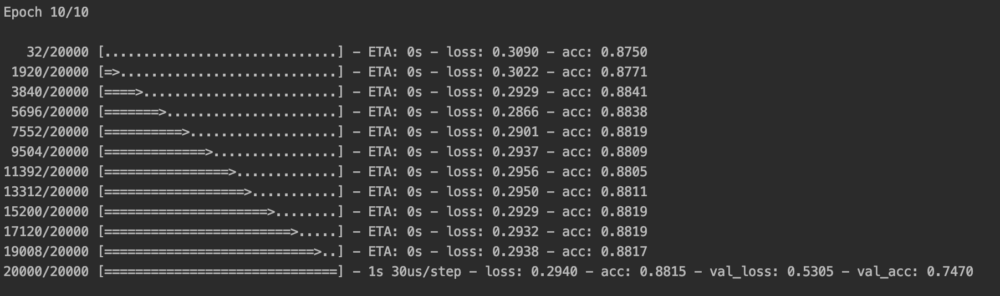 Epoch 10/10
   32/20000 [..............................] - ETA: 0s - loss: 0.3090 - acc: 0.8750
 1920/20000 [=>............................] - ETA: 0s - loss: 0.3022 - acc: 0.8771
 3840/20000 [====>.........................] - ETA: 0s - loss: 0.2929 - acc: 0.8841
 5696/20000 [=======>......................] - ETA: 0s - loss: 0.2866 - acc: 0.8838
 7552/20000 [==========>...................] - ETA: 0s - loss: 0.2901 - acc: 0.8819
 9504/20000 [=============>................] - ETA: 0s - loss: 0.2937 - acc: 0.8809
11392/20000 [================>.............] - ETA: 0s - loss: 0.2956 - acc: 0.8805
13312/20000 [==================>...........] - ETA: 0s - loss: 0.2950 - acc: 0.8811
15200/20000 [=====================>........] - ETA: 0s - loss: 0.2929 - acc: 0.8819
17120/20000 [========================>.....] - ETA: 0s - loss: 0.2932 - acc: 0.8819
19008/20000 [===========================>..] - ETA: 0s - loss: 0.2938 - acc: 0.8817
20000/20000 [==============================] - 1s 30us/step - loss: 0.2940 - acc: 0.8815 - val_loss: 0.5305 - val_acc: 0.7470